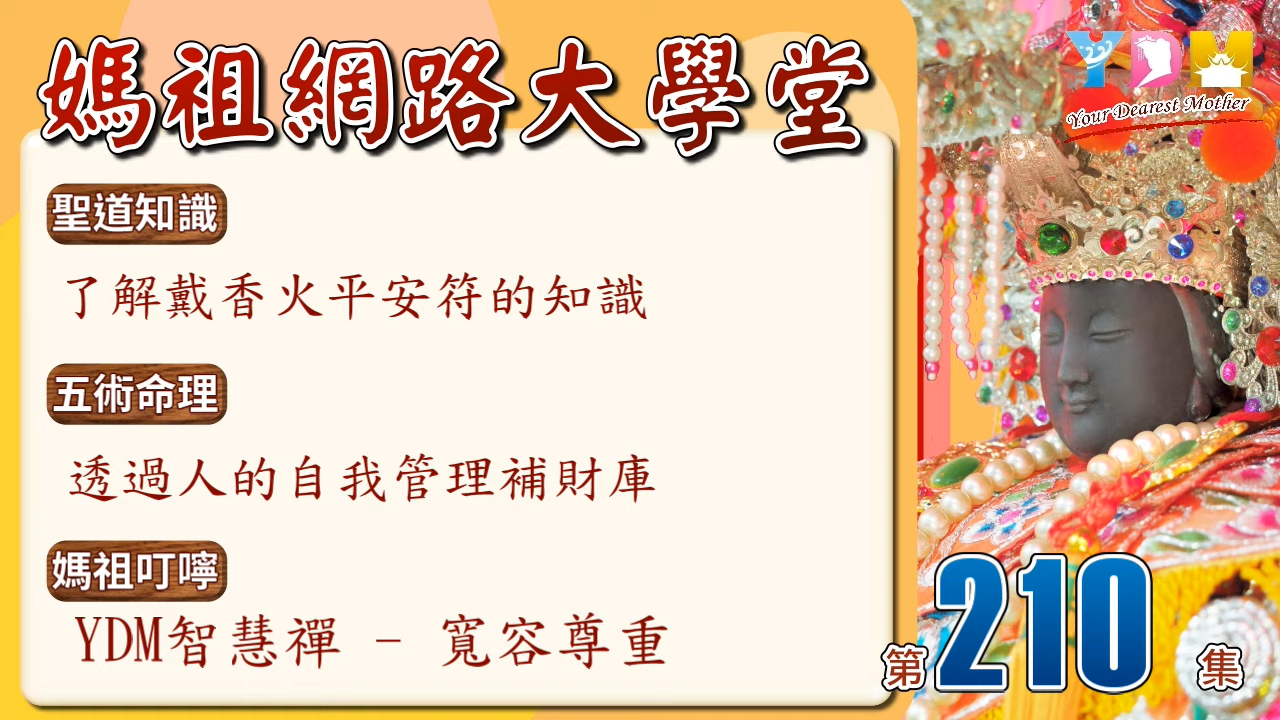 媽祖網路大學堂
YDM
Your Dearest Mother
聖道知識
了解戴香火平安符的知識
五術命理
透過人的自我管理補財庫
媽祖叮嚀
YDM智慧禪 - 寬容尊重
第210集